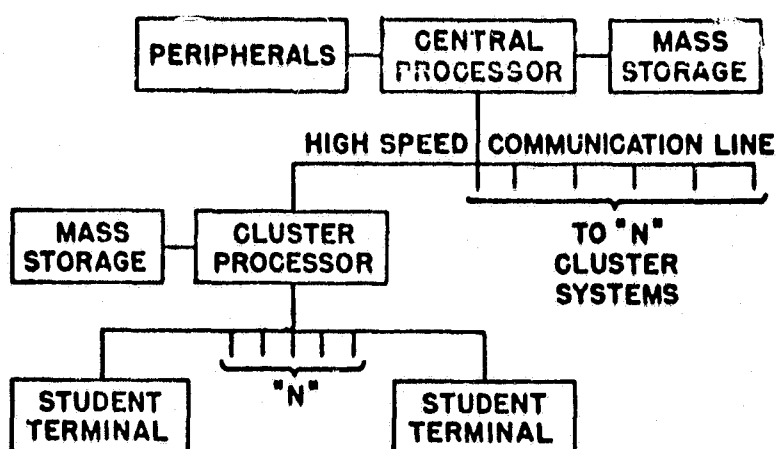 PERIPHERALS
CENTRAL
PROCESSOR
MASS
STORAGE
HIGH SPEED COMMUNICATION LINE
MASS
STORAGE
CLUSTER
PROCESSOR
TO "N"
CLUSTER
SYSTEMS
"N"
STUDENT
TERMINAL
STUDENT
TERMINAL